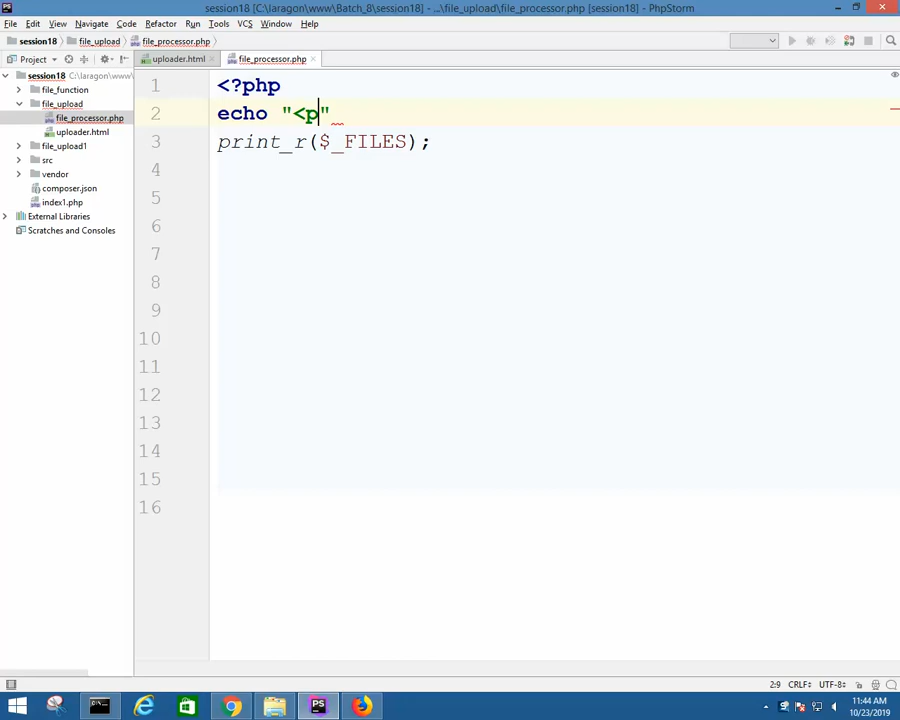 session18 [C:\laragon\www\Batch_8\session18] - ...\file_upload\file_processor.php [session18] - PhpStorm
File Edit View Navigate Code Refactor Run Tools VCS Window Help
session18 file_upload file_processor.php
Project uploader.html file_processor.php
session18 C:\laragon\www\
file_function
file_upload
file_processor.php
uploader.html
file_upload1
src
vendor
composer.json
index1.php
External Libraries
Scratches and Consoles
1 <?php
2 echo "<p"
3 print_r($_FILES);
4
5
6
7
8
9
10
11
12
13
14
15
16
2:9 CRLF UTF-8
PS
11:44 AM
10/23/2019